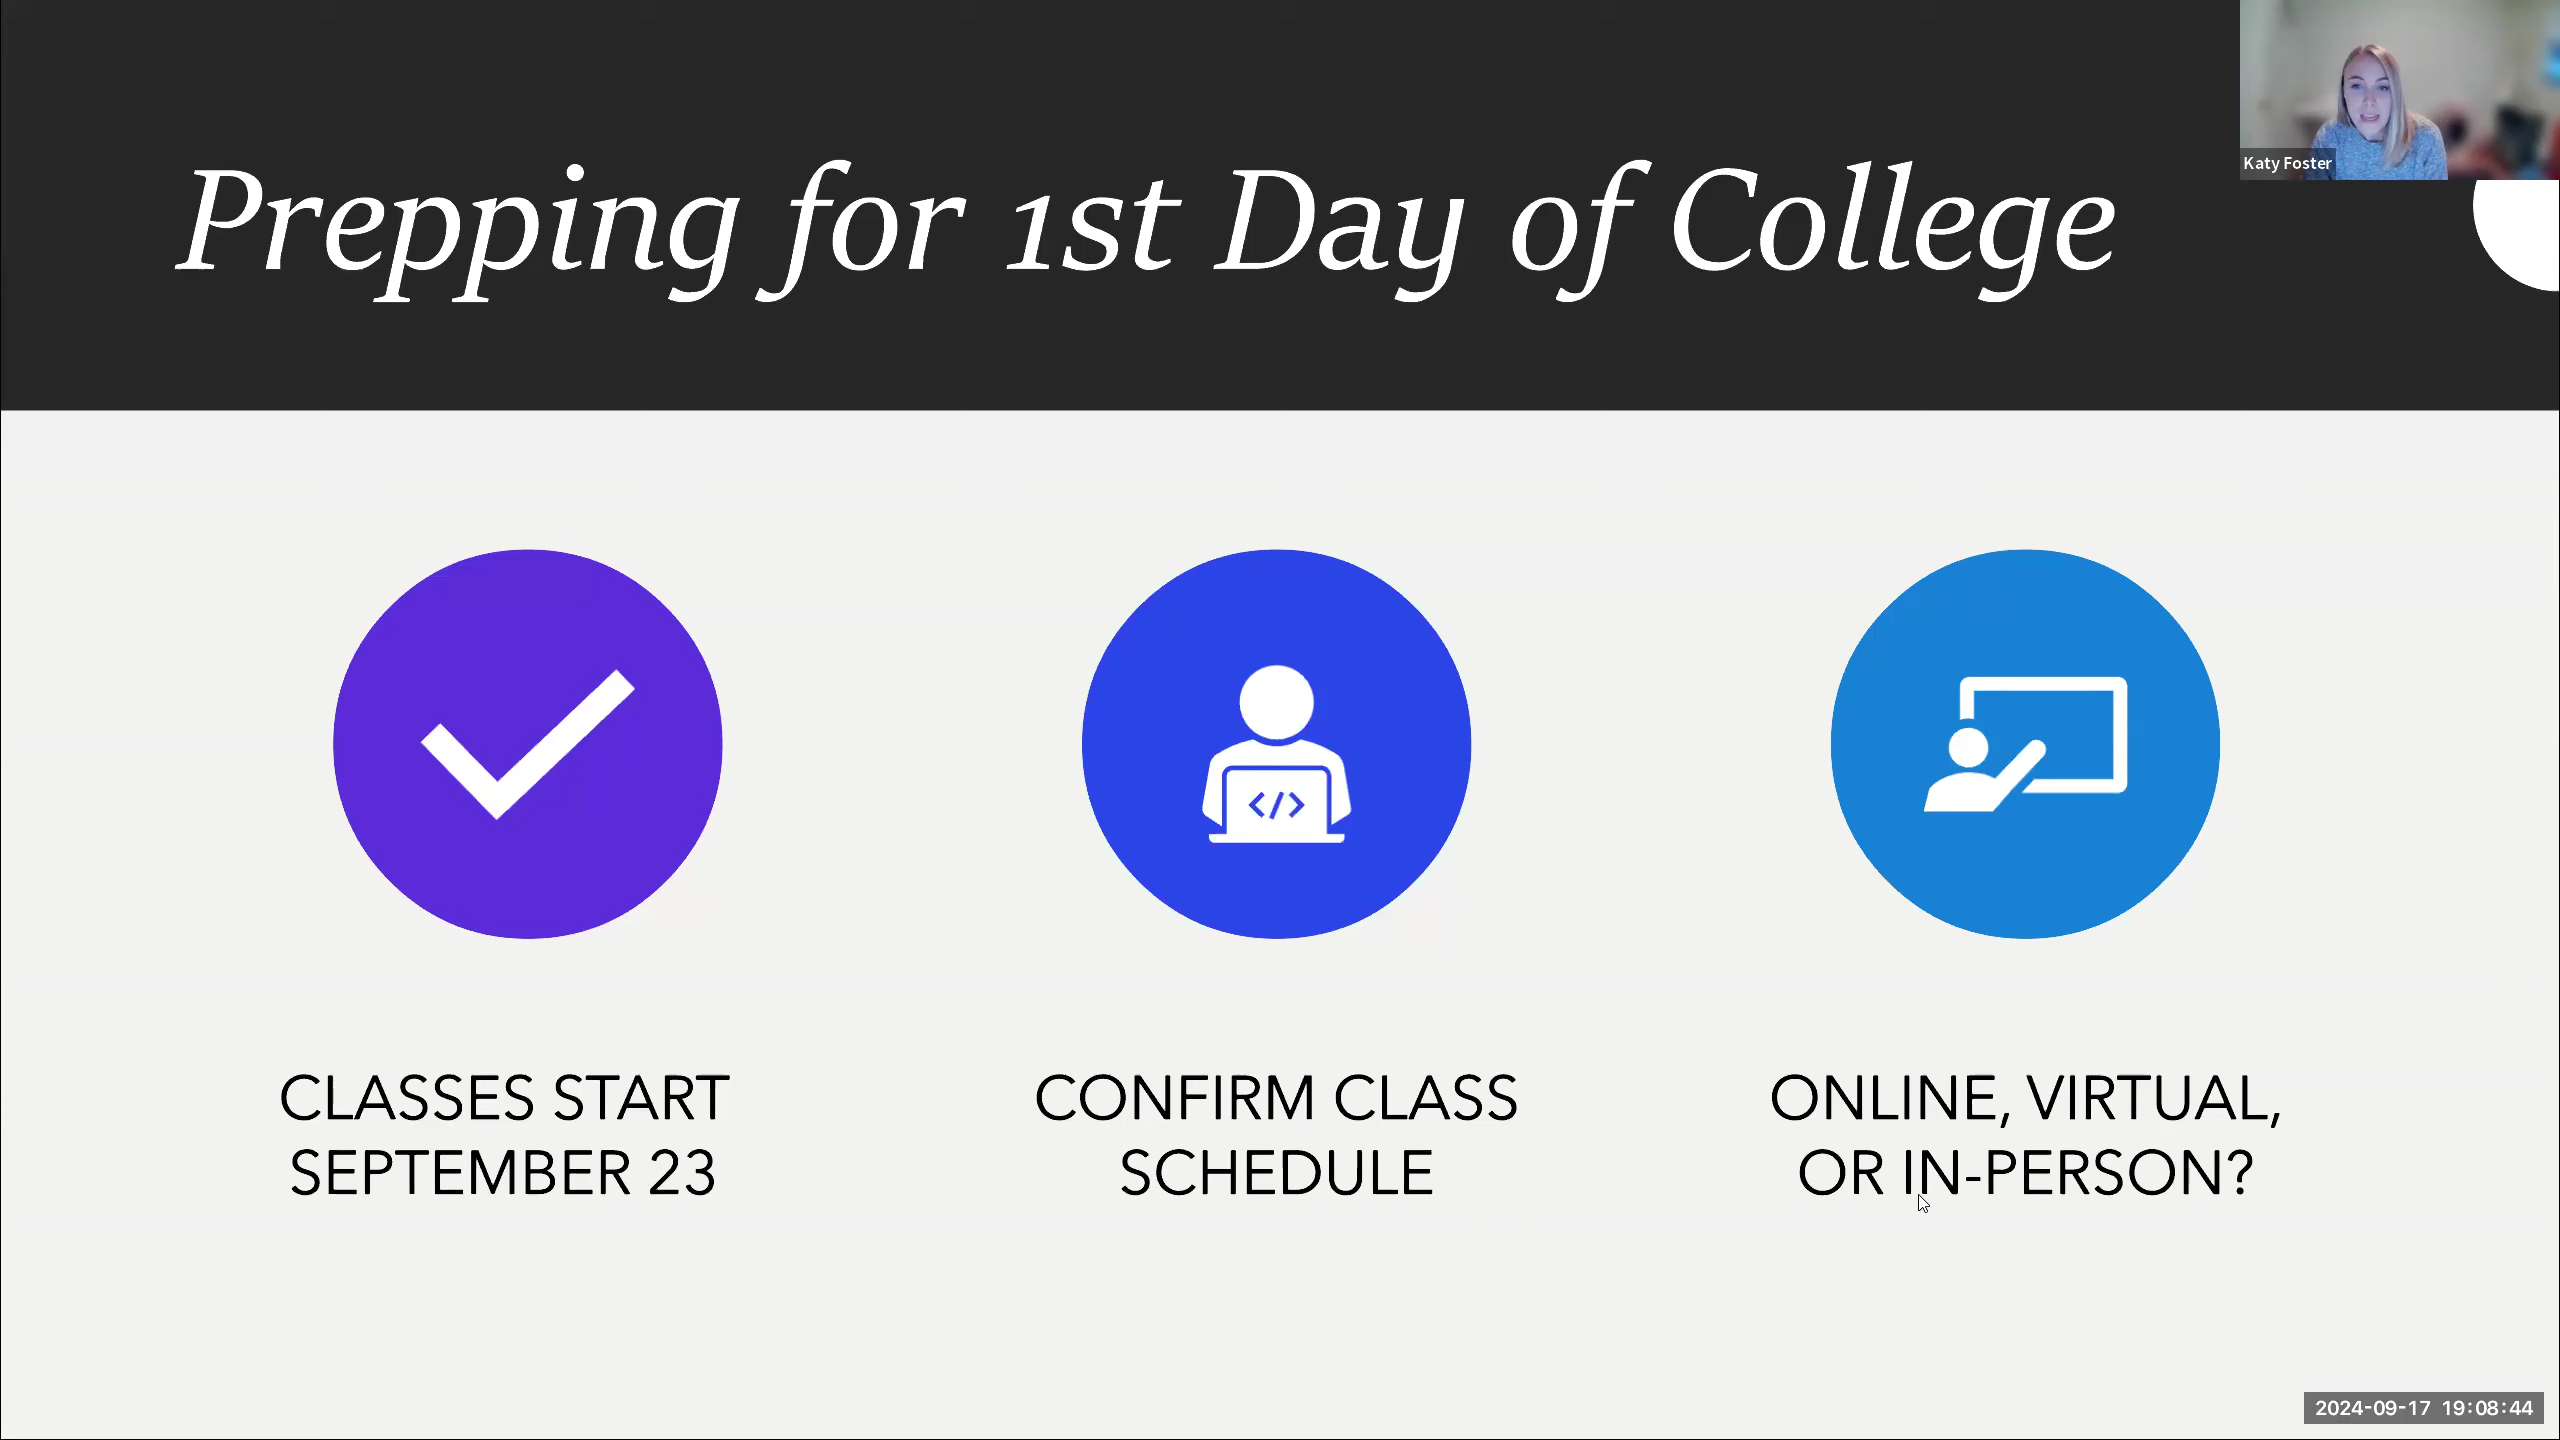 Katy Foster
Prepping for 1st Day of College
</>
CLASSES START
SEPTEMBER 23
CONFIRM CLASS
SCHEDULE
ONLINE, VIRTUAL,
OR IN-PERSON?
2024-09-17 19:08:44